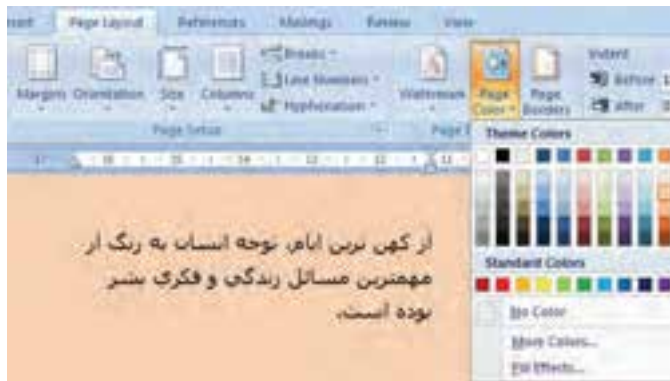 Page Layout References Mailings Review View
Margins Orientation Size Columns
Breaks
Line Numbers
Hyphenation
Watermark Page Color Page Borders
Indent
Before
After
Page Setup
Theme Colors
از کهن ترین ایام، توجه انسان به رنگ از
مهمترین مسائل زندگی و فکری بشر
بوده است.
Standard Colors
No Color
More Colors...
Fill Effects...